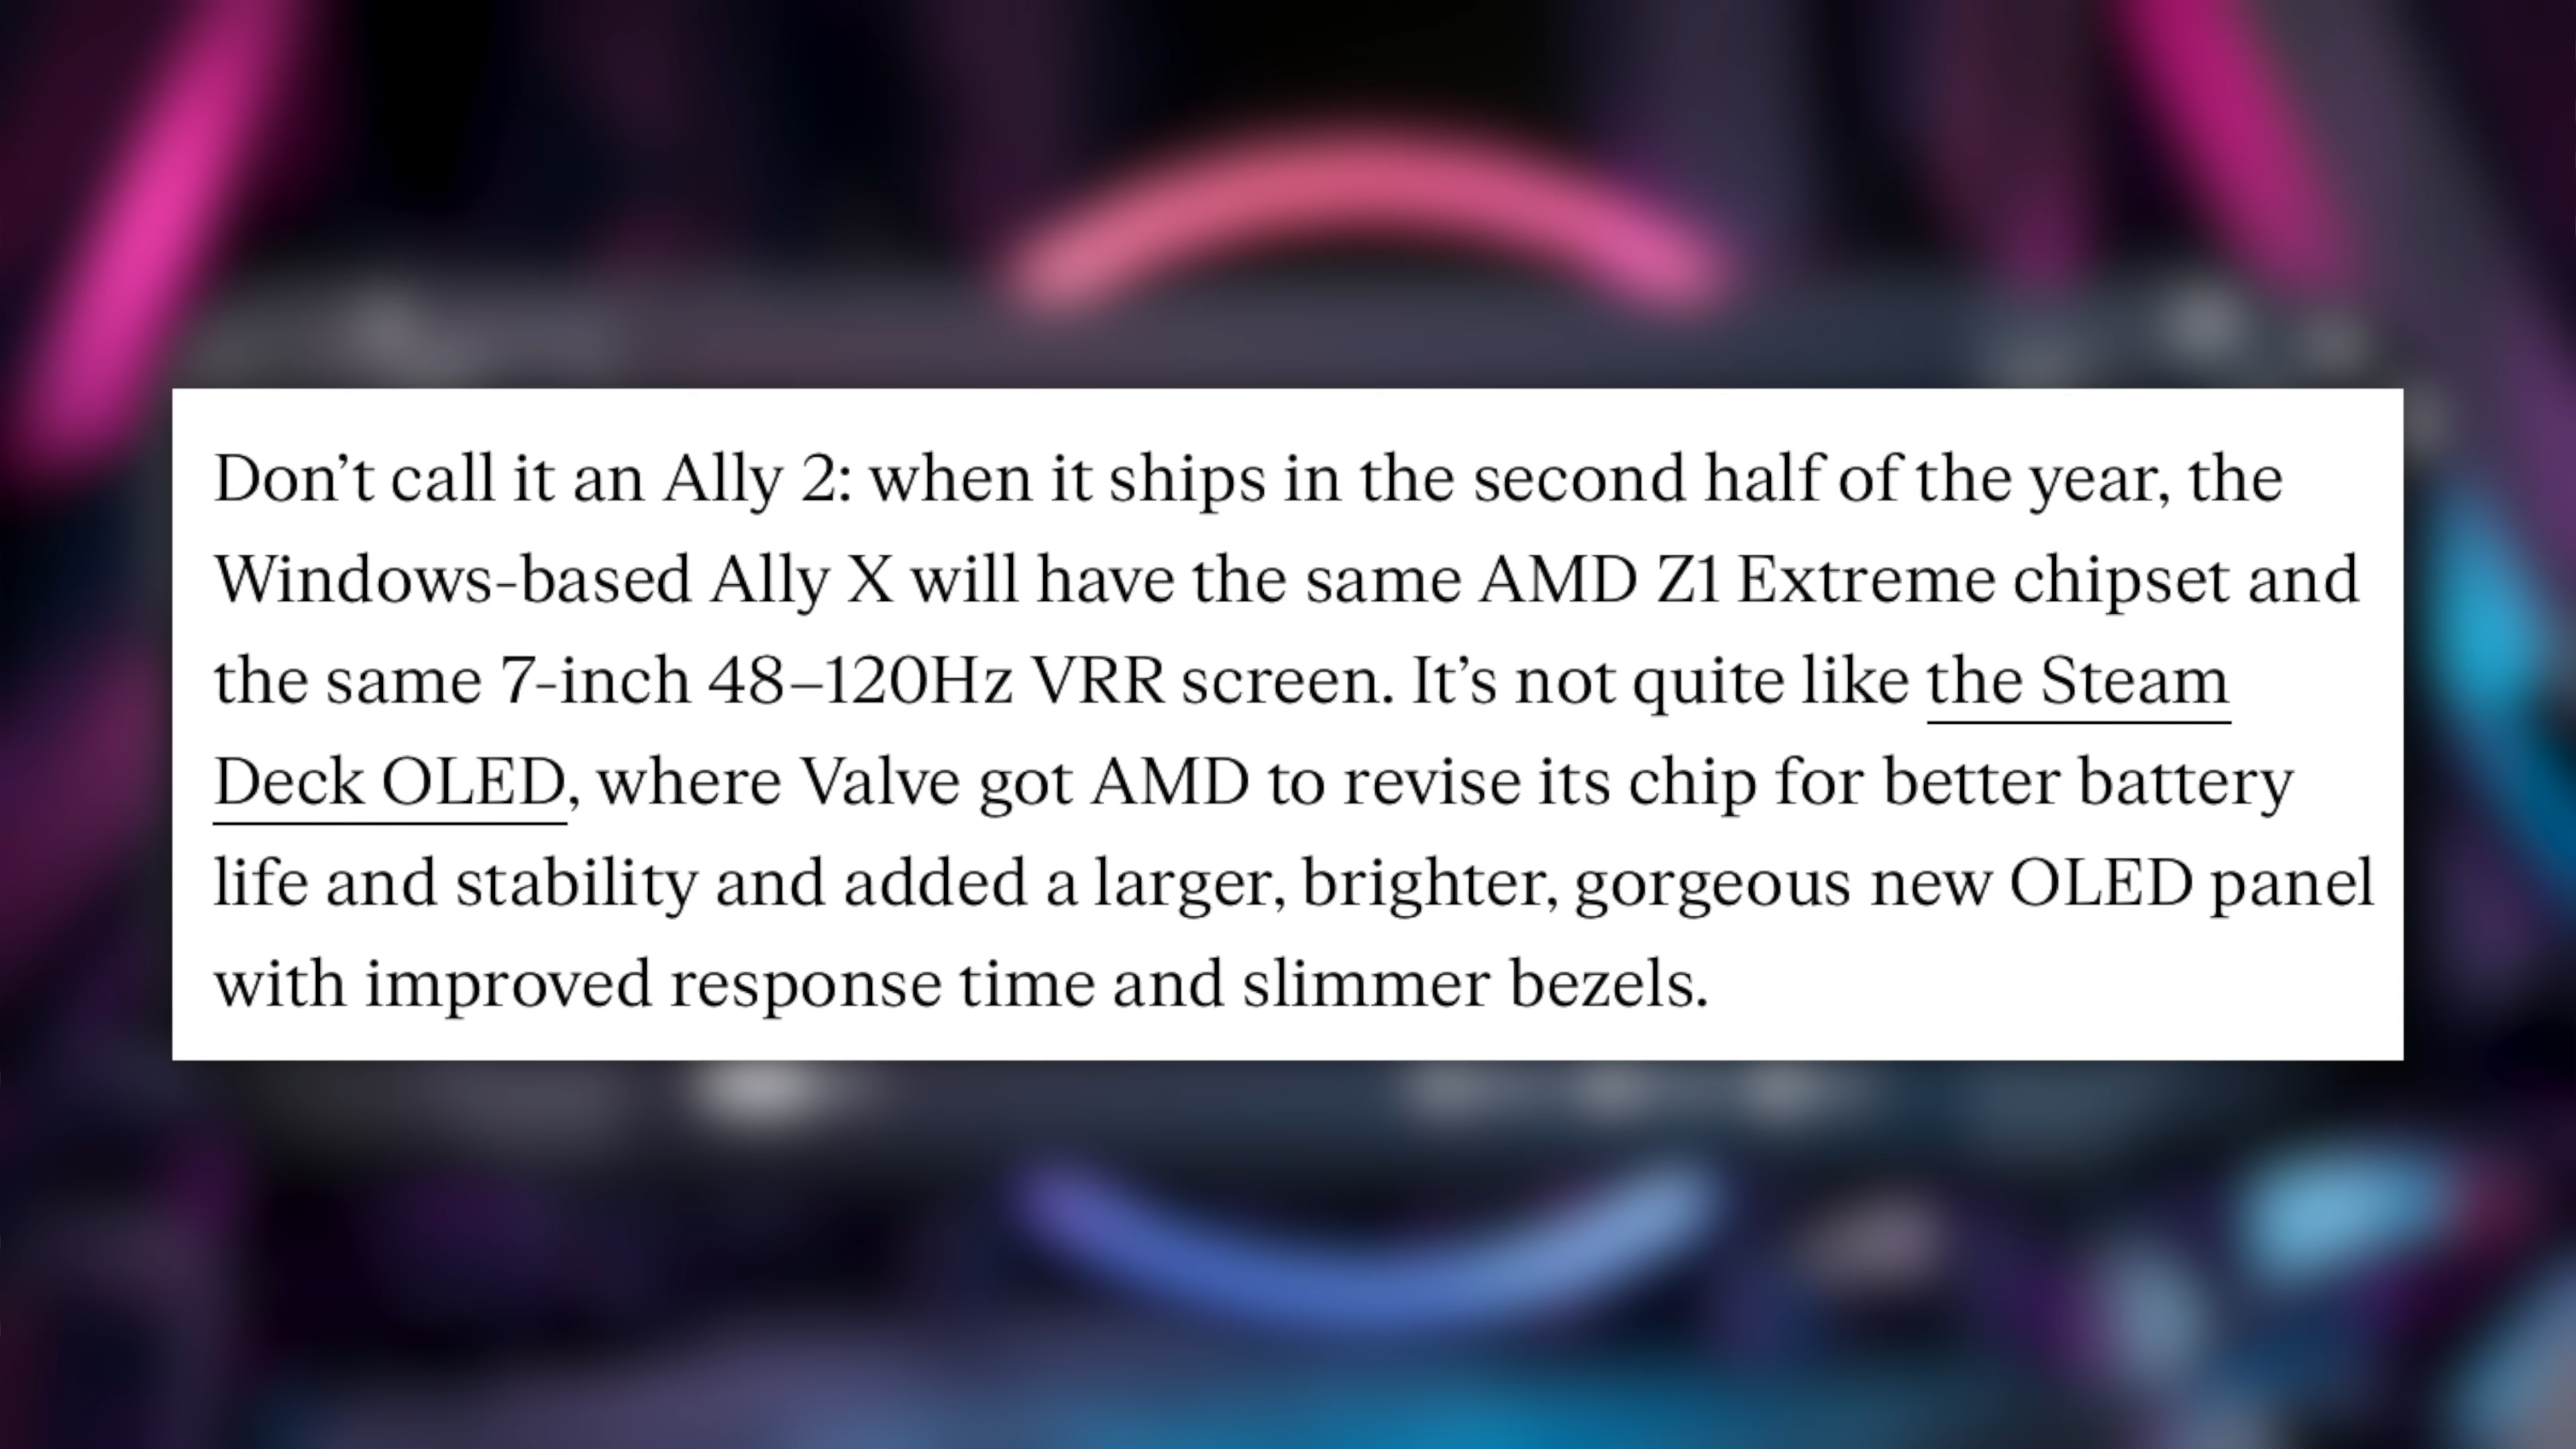 Don’t call it an Ally 2: when it ships in the second half of the year, the
Windows-based Ally X will have the same AMD Z1 Extreme chipset and
the same 7-inch 48–120Hz VRR screen. It’s not quite like the Steam
Deck OLED, where Valve got AMD to revise its chip for better battery
life and stability and added a larger, brighter, gorgeous new OLED panel
with improved response time and slimmer bezels.